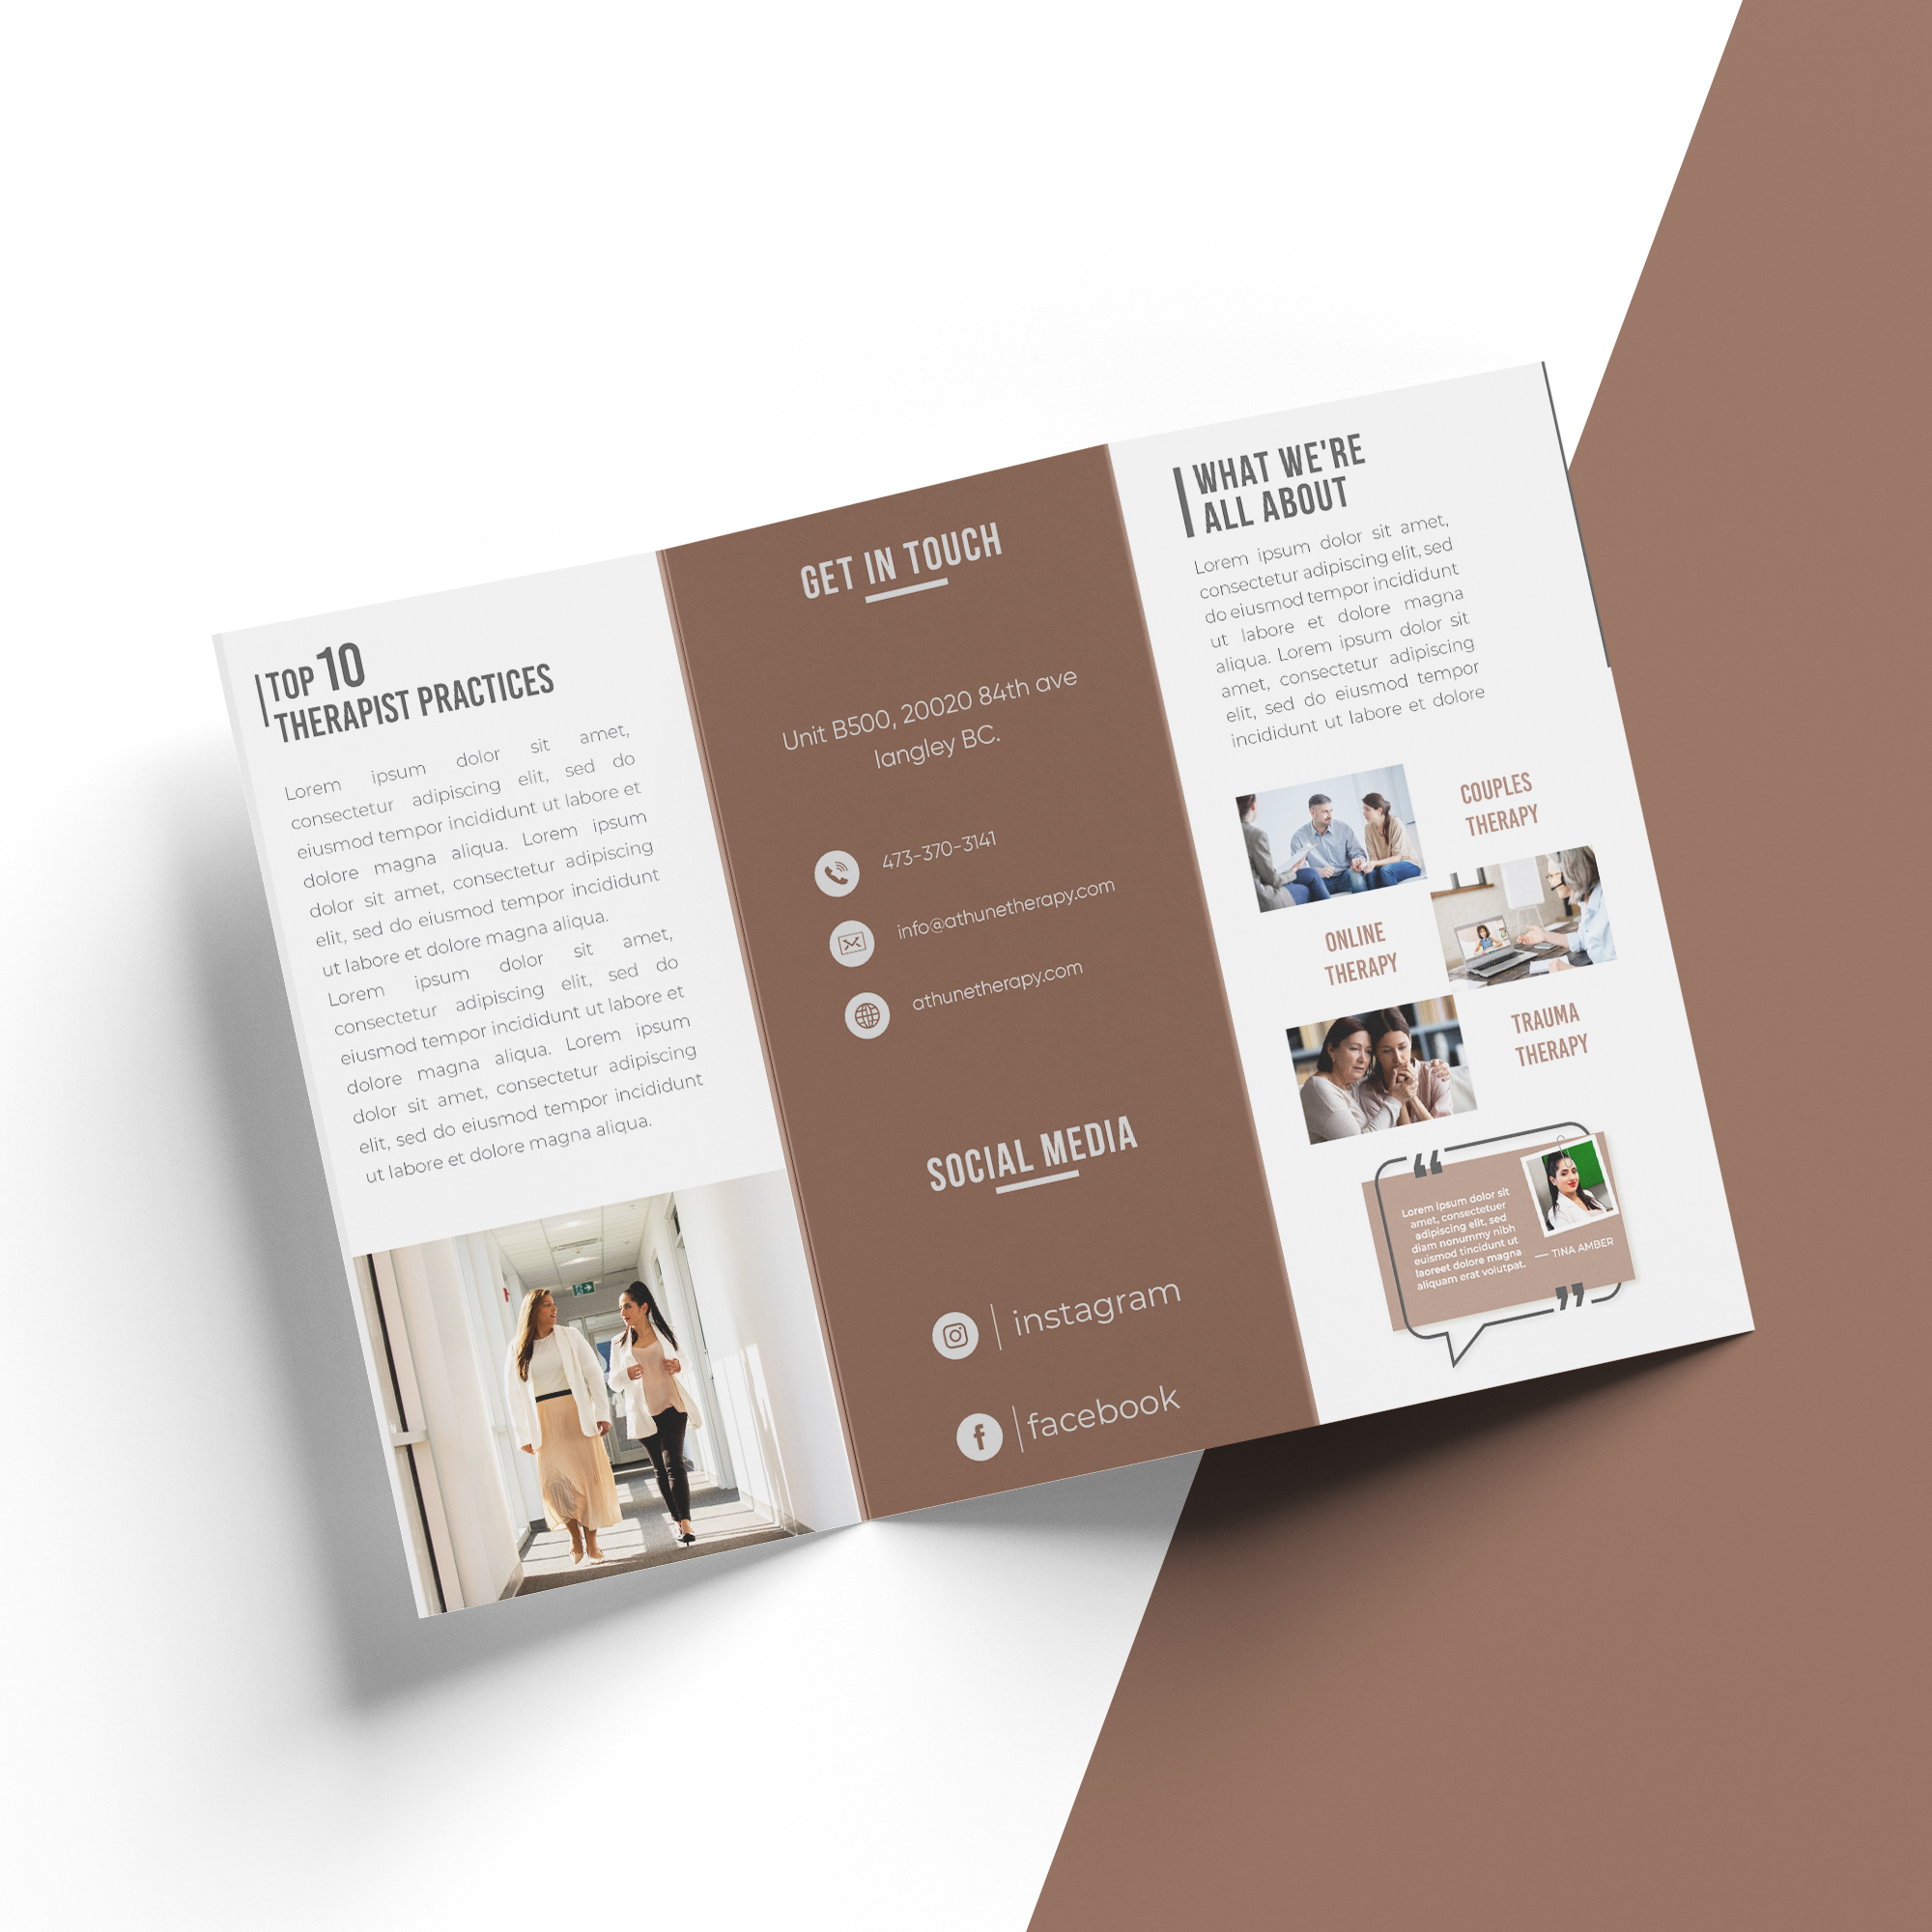 TOP 10
THERAPIST PRACTICES
Lorem ipsum dolor sit amet,
consectetur adipiscing elit, sed do
eiusmod tempor incididunt ut labore et
dolore magna aliqua. Lorem ipsum
dolor sit amet, consectetur adipiscing
elit, sed do eiusmod tempor incididunt
ut labore et dolore magna aliqua.
Lorem ipsum dolor sit amet,
consectetur adipiscing elit, sed do
eiusmod tempor incididunt ut labore et
dolore magna aliqua. Lorem ipsum
dolor sit amet, consectetur adipiscing
elit, sed do eiusmod tempor incididunt
ut labore et dolore magna aliqua.
GET IN TOUCH
Unit B500, 20020 84th ave
langley BC.
473-370-3141
info@athunetherapy.com
athunetherapy.com
SOCIAL MEDIA
instagram
facebook
WHAT WE'RE
ALL ABOUT
Lorem ipsum dolor sit amet,
consectetur adipiscing elit, sed
do eiusmod tempor incididunt
ut labore et dolore magna
aliqua. Lorem ipsum dolor sit
amet, consectetur adipiscing
elit, sed do eiusmod tempor
incididunt ut labore et dolore
COUPLES
THERAPY
ONLINE
THERAPY
TRAUMA
THERAPY
“
Lorem ipsum dolor sit
amet, consectetuer
adipiscing elit, sed
diam nonummy nibh
euismod tincidunt ut
laoreet dolore magna
aliquam erat volutpat.
— TINA AMBER
”